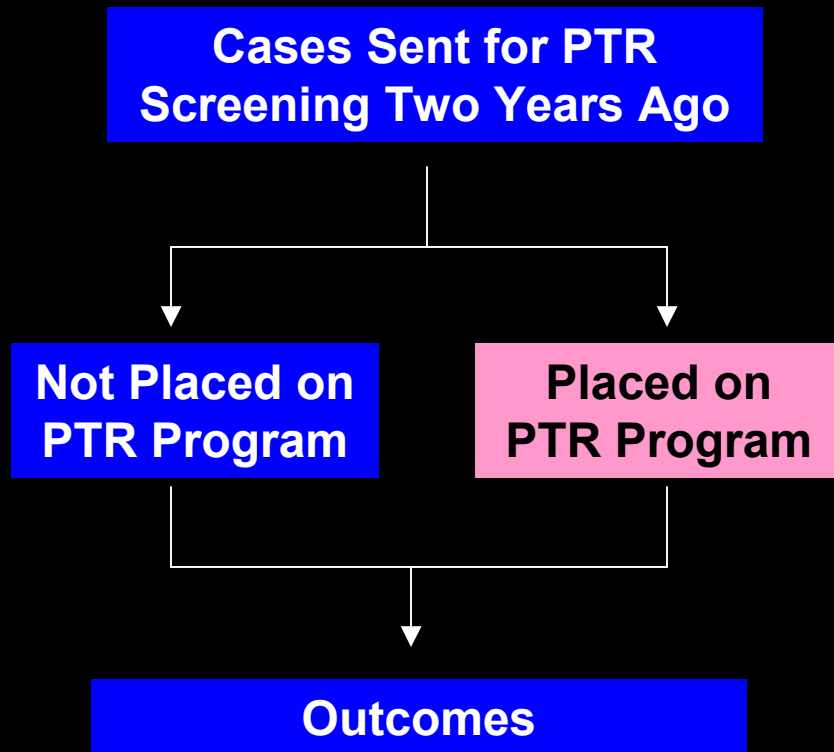 Cases Sent for PTR
Screening Two Years Ago
Not Placed on
PTR Program
Placed on
PTR Program
Outcomes